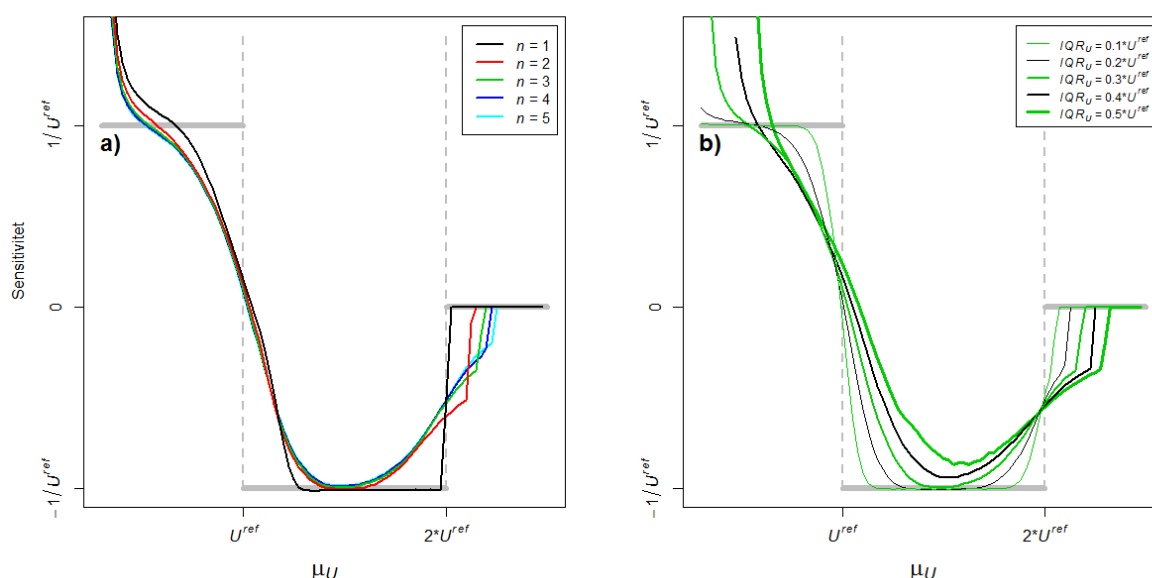 a)
n = 1
n = 2
n = 3
n = 4
n = 5
Sensitivitet
1/U^ref
0
−1/U^ref
U^ref
2*U^ref
μ_U
b)
IQR_U = 0.1*U^ref
IQR_U = 0.2*U^ref
IQR_U = 0.3*U^ref
IQR_U = 0.4*U^ref
IQR_U = 0.5*U^ref
1/U^ref
0
−1/U^ref
U^ref
2*U^ref
μ_U